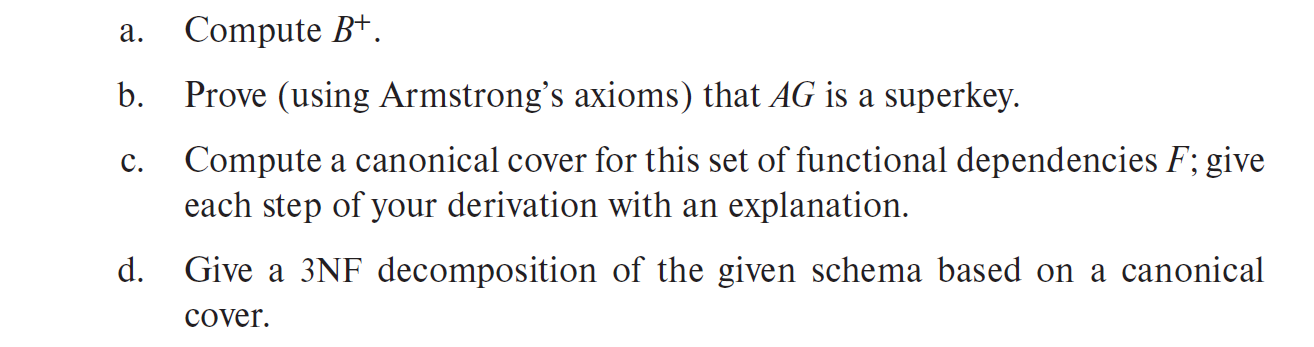 a. Compute B⁺.
b. Prove (using Armstrong’s axioms) that AG is a superkey.
c. Compute a canonical cover for this set of functional dependencies F; give
each step of your derivation with an explanation.
d. Give a 3NF decomposition of the given schema based on a canonical
cover.